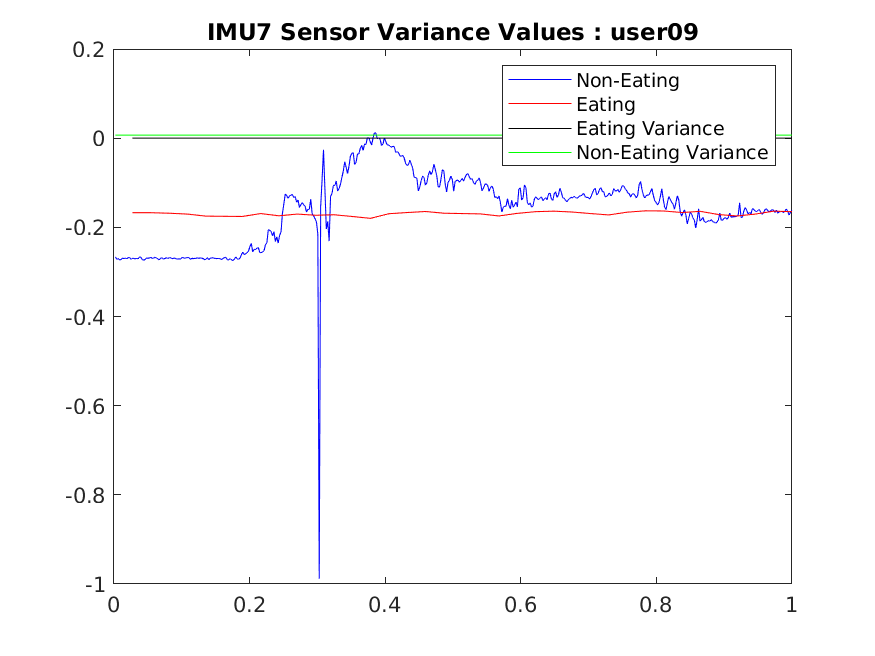 IMU7 Sensor Variance Values : user09
0.2
0
-0.2
-0.4
-0.6
-0.8
-1
Non-Eating
Eating
Eating Variance
Non-Eating Variance
0 0.2 0.4 0.6 0.8 1